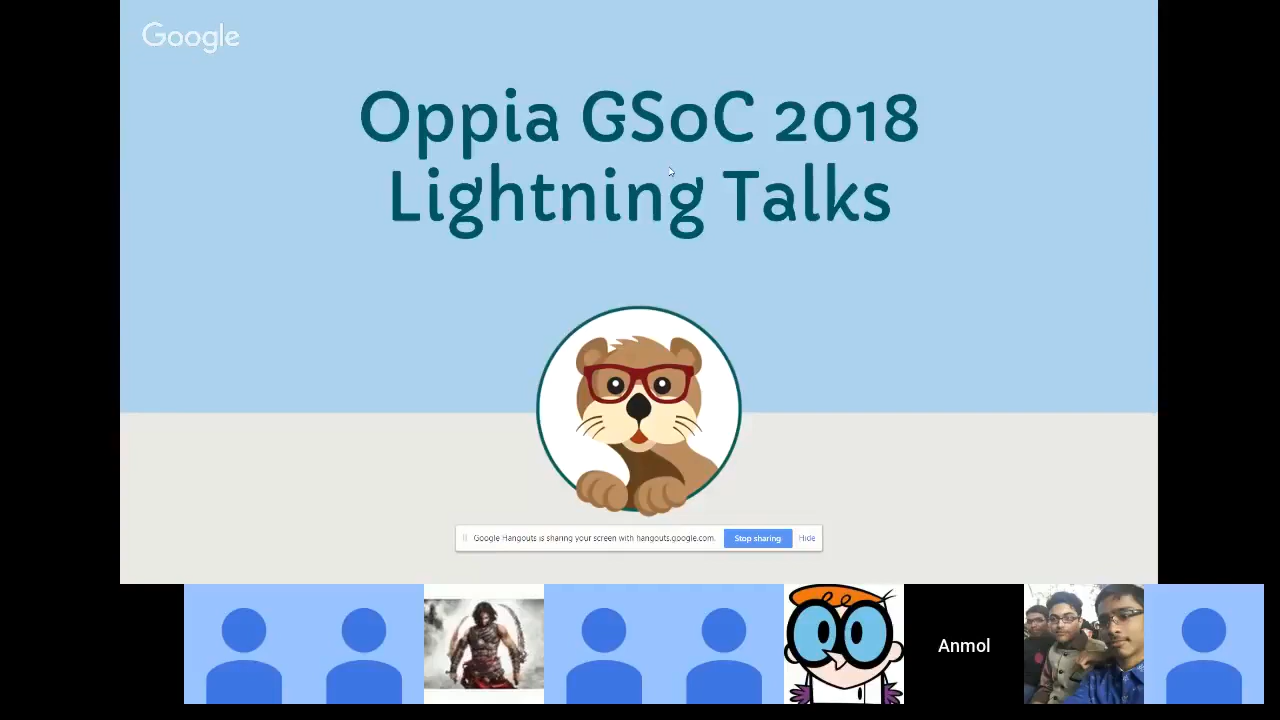 Google
Oppia GSoC 2018
Lightning Talks
Google Hangouts is sharing your screen with hangouts.google.com.
Stop sharing
Hide
Anmol